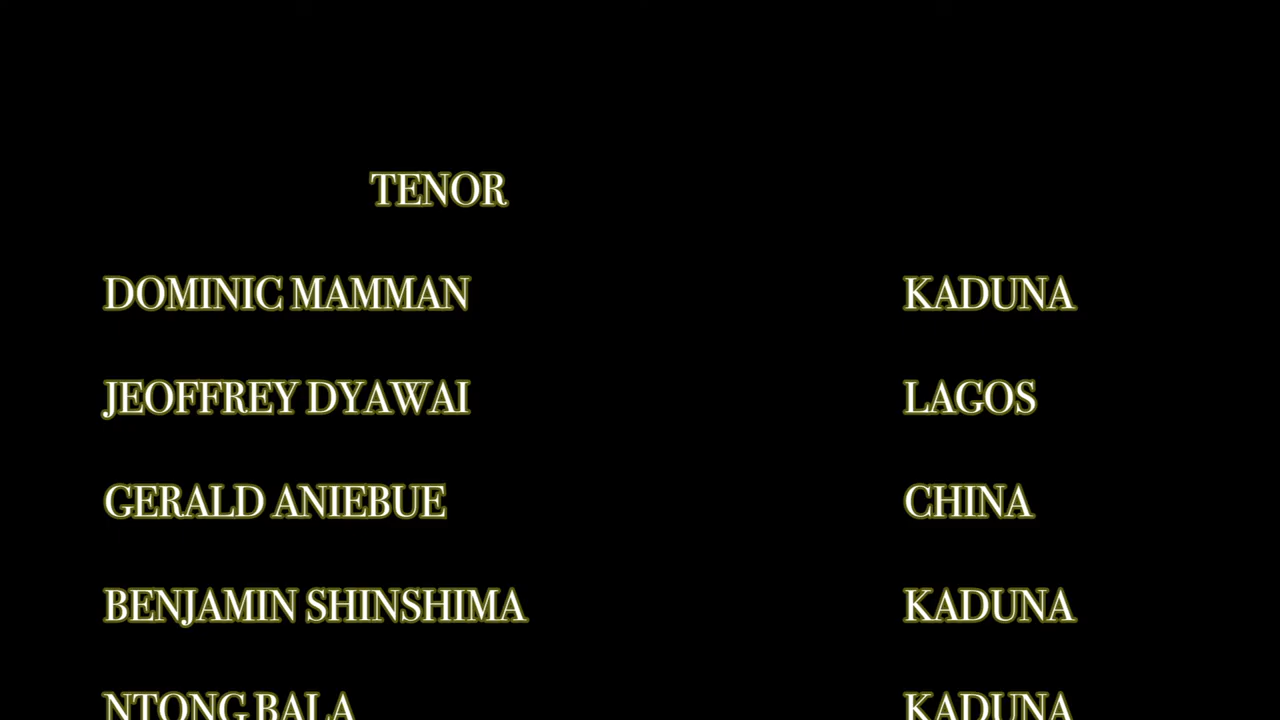 TENOR
DOMINIC MAMMAN KADUNA
JEOFFREY DYAWAI LAGOS
GERALD ANIEBUE CHINA
BENJAMIN SHINSHIMA KADUNA
NTONG BALA KADUNA